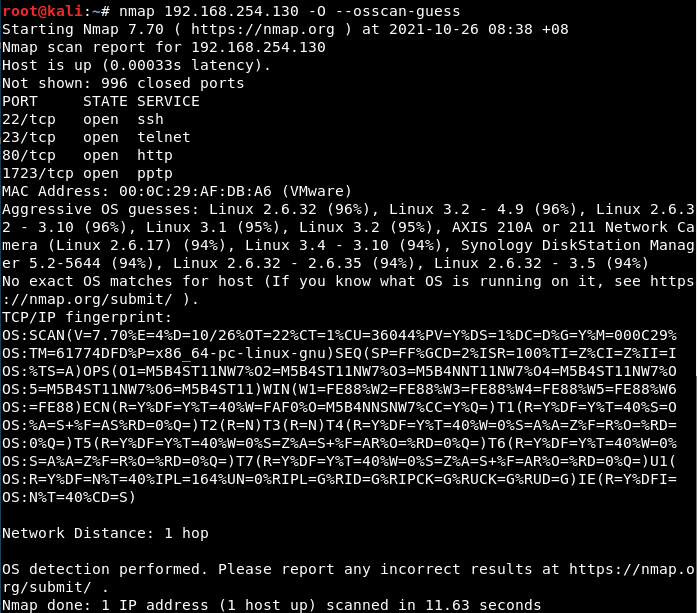 root@kali:~# nmap 192.168.254.130 -O --osscan-guess
Starting Nmap 7.70 ( https://nmap.org ) at 2021-10-26 08:38 +08
Nmap scan report for 192.168.254.130
Host is up (0.00033s latency).
Not shown: 996 closed ports
PORT     STATE SERVICE
22/tcp   open  ssh
23/tcp   open  telnet
80/tcp   open  http
1723/tcp open  pptp
MAC Address: 00:0C:29:AF:DB:A6 (VMware)
Aggressive OS guesses: Linux 2.6.32 (96%), Linux 3.2 - 4.9 (96%), Linux 2.6.3
2 - 3.10 (96%), Linux 3.1 (95%), Linux 3.2 (95%), AXIS 210A or 211 Network Ca
mera (Linux 2.6.17) (94%), Linux 3.4 - 3.10 (94%), Synology DiskStation Manag
er 5.2-5644 (94%), Linux 2.6.32 - 2.6.35 (94%), Linux 2.6.32 - 3.5 (94%)
No exact OS matches for host (If you know what OS is running on it, see https
://nmap.org/submit/ ).
TCP/IP fingerprint:
OS:SCAN(V=7.70%E=4%D=10/26%OT=22%CT=1%CU=36044%PV=Y%DS=1%DC=D%G=Y%M=000C29%
OS:TM=61774DFD%P=x86_64-pc-linux-gnu)SEQ(SP=FF%GCD=2%ISR=100%TI=Z%CI=Z%II=I
OS:%TS=A)OPS(O1=M5B4ST11NW7%O2=M5B4ST11NW7%O3=M5B4NNT11NW7%O4=M5B4ST11NW7%O
OS:5=M5B4ST11NW7%O6=M5B4ST11)WIN(W1=FE88%W2=FE88%W3=FE88%W4=FE88%W5=FE88%W6
OS:=FE88)ECN(R=Y%DF=Y%T=40%W=FAF0%O=M5B4NNSNW7%CC=Y%Q=)T1(R=Y%DF=Y%T=40%S=O
OS:%A=S+%F=AS%RD=0%Q=)T2(R=N)T3(R=N)T4(R=Y%DF=Y%T=40%W=0%S=A%A=Z%F=R%O=%RD=
OS:0%Q=)T5(R=Y%DF=Y%T=40%W=0%S=Z%A=S+%F=AR%O=%RD=0%Q=)T6(R=Y%DF=Y%T=40%W=0%
OS:S=A%A=Z%F=R%O=%RD=0%Q=)T7(R=Y%DF=Y%T=40%W=0%S=Z%A=S+%F=AR%O=%RD=0%Q=)U1(
OS:R=Y%DF=N%T=40%IPL=164%UN=0%RIPL=G%RID=G%RIPCK=G%RUCK=G%RUD=G)IE(R=Y%DFI=
OS:N%T=40%CD=S)
Network Distance: 1 hop
OS detection performed. Please report any incorrect results at https://nmap.o
rg/submit/ .
Nmap done: 1 IP address (1 host up) scanned in 11.63 seconds